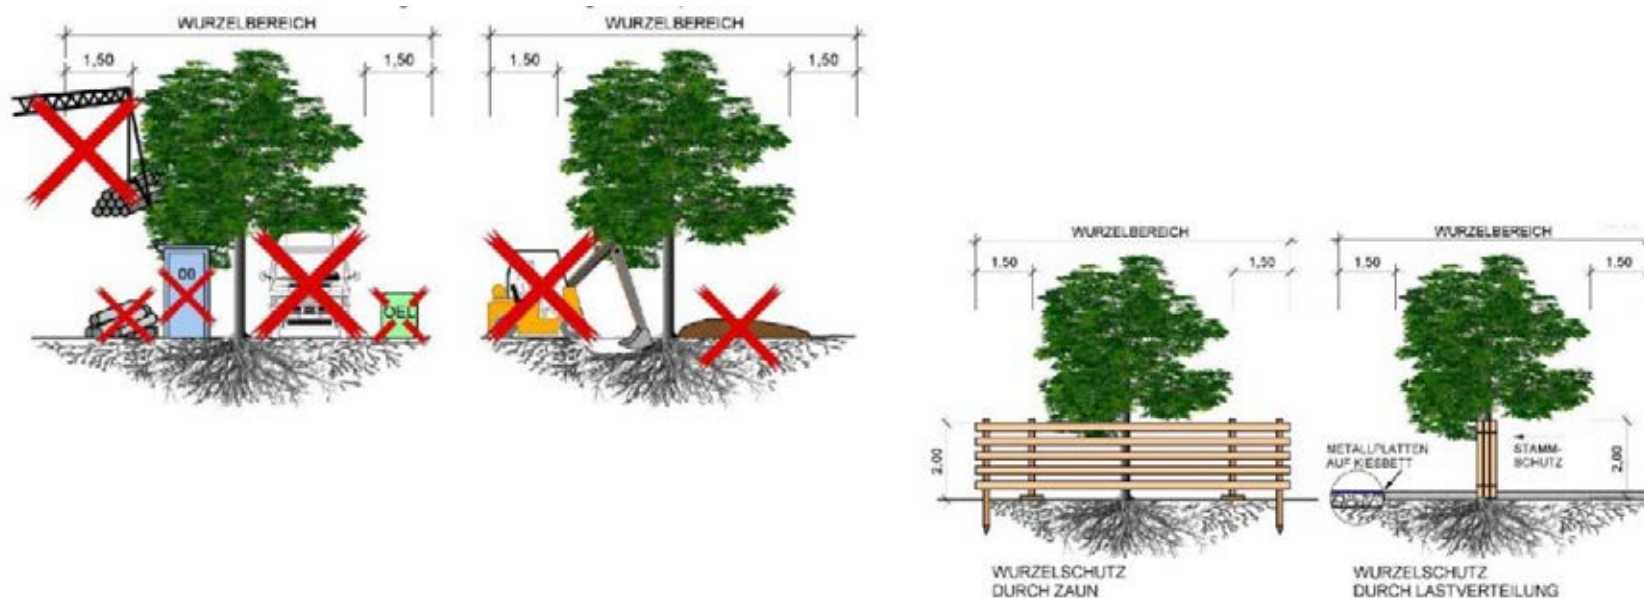 WURZELBEREICH
1,50
1,50
00
OEL
WURZELBEREICH
1.50
1,50
WURZELBEREICH
1.50
1,50
2,00
WURZELSCHUTZ
DURCH ZAUN
WURZELBEREICH
1.50
1.50
METALLPLATTEN
AUF KIESBETT
STAMM-
SCHUTZ
2,00
WURZELSCHUTZ
DURCH LASTVERTEILUNG